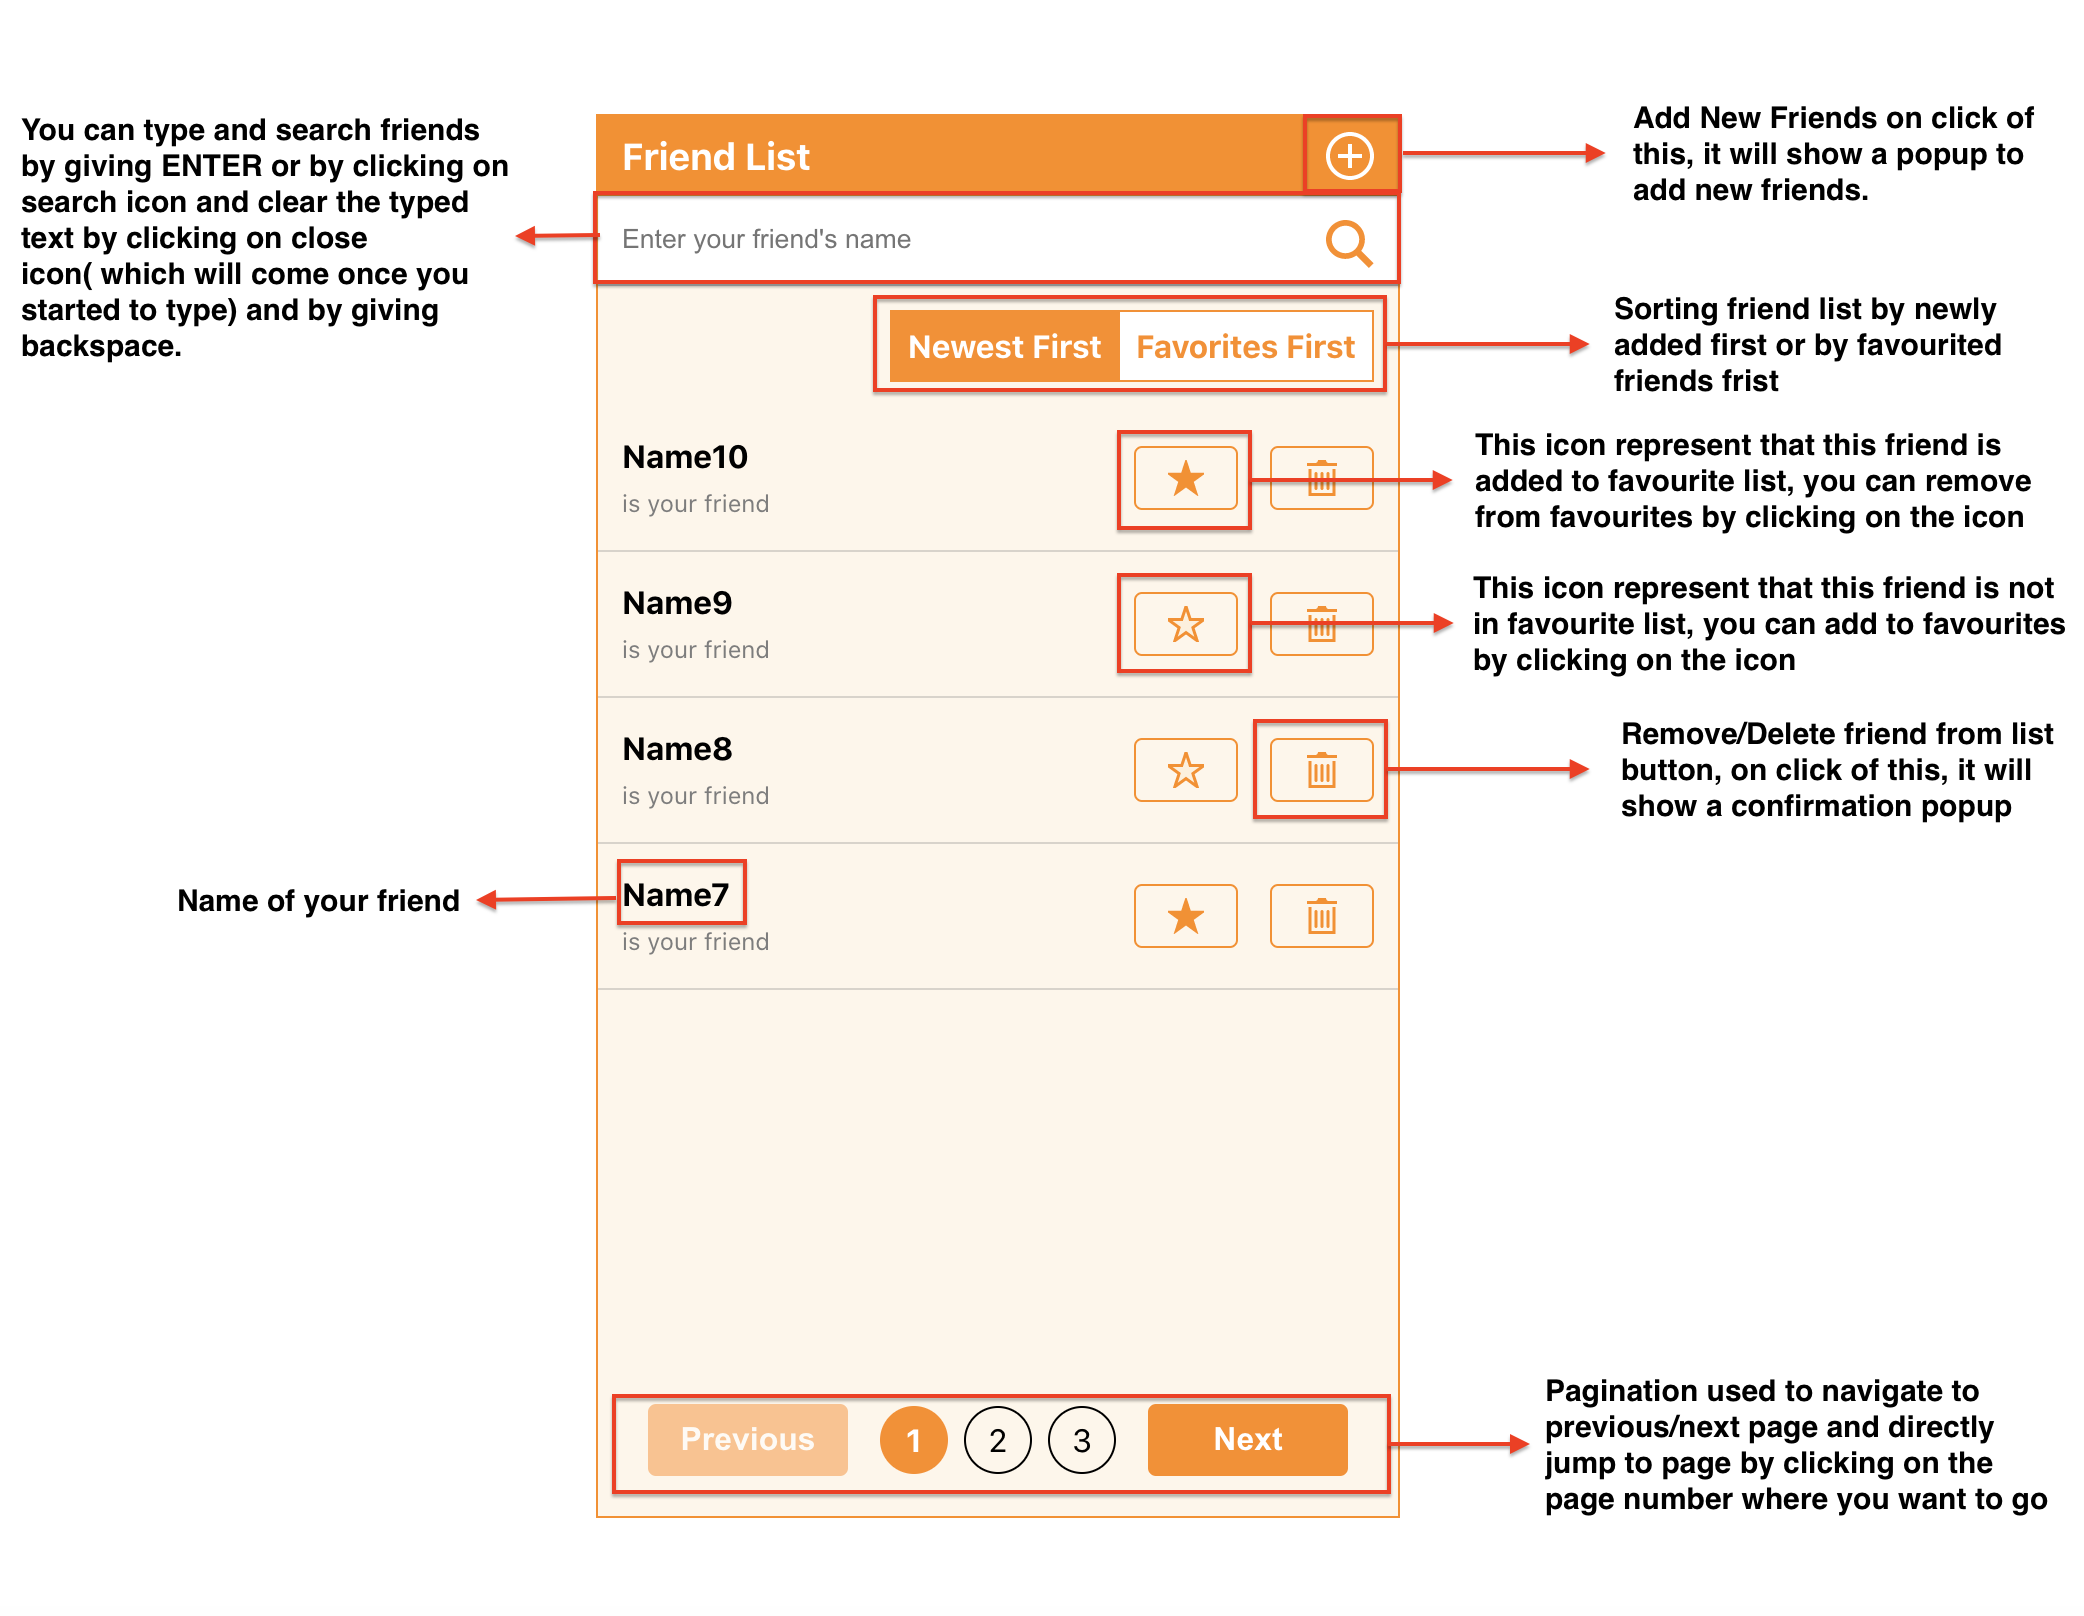 You can type and search friends
by giving ENTER or by clicking on
search icon and clear the typed
text by clicking on close
icon( which will come once you
started to type) and by giving
backspace.
Friend List
Add New Friends on click of
this, it will show a popup to
add new friends.
Enter your friend's name
Newest First
Favorites First
Sorting friend list by newly
added first or by favourited
friends frist
Name10
is your friend
This icon represent that this friend is
added to favourite list, you can remove
from favourites by clicking on the icon
Name9
is your friend
This icon represent that this friend is not
in favourite list, you can add to favourites
by clicking on the icon
Name8
is your friend
Remove/Delete friend from list
button, on click of this, it will
show a confirmation popup
Name of your friend
Name7
is your friend
Previous
1
2
3
Next
Pagination used to navigate to
previous/next page and directly
jump to page by clicking on the
page number where you want to go